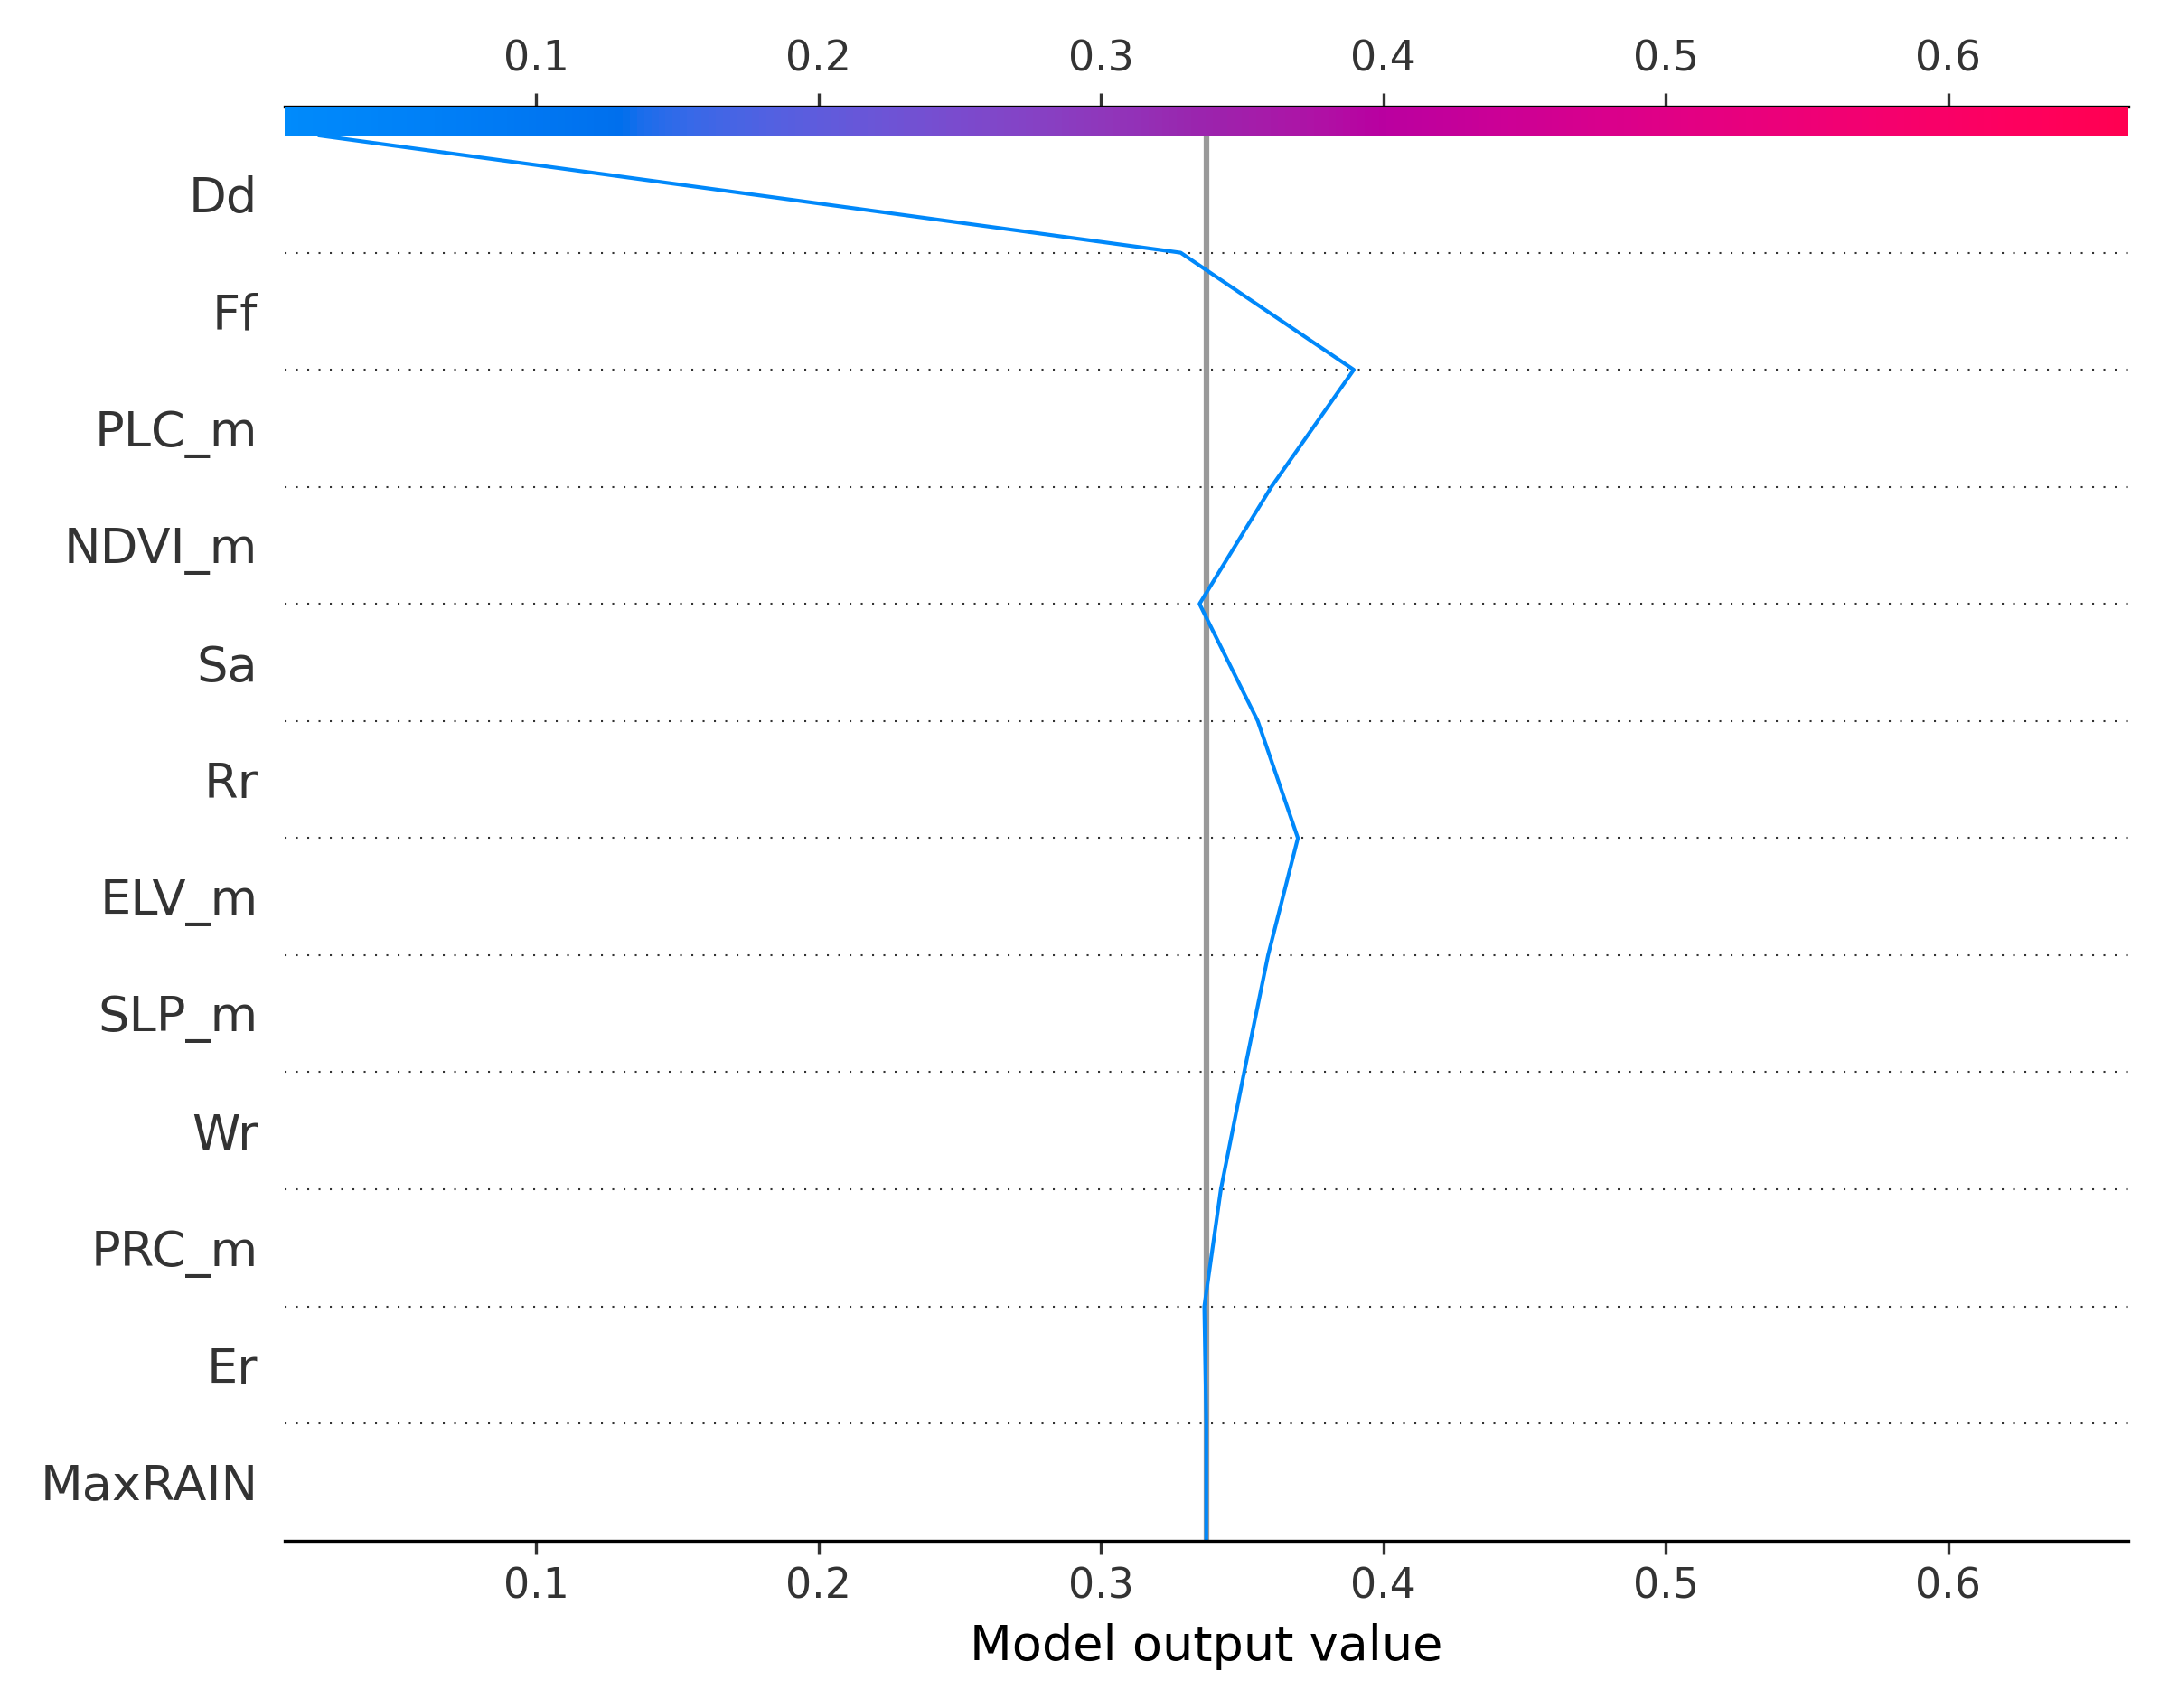 0.1 0.2 0.3 0.4 0.5 0.6
Dd
Ff
PLC_m
NDVI_m
Sa
Rr
ELV_m
SLP_m
Wr
PRC_m
Er
MaxRAIN
0.1 0.2 0.3 0.4 0.5 0.6
Model output value